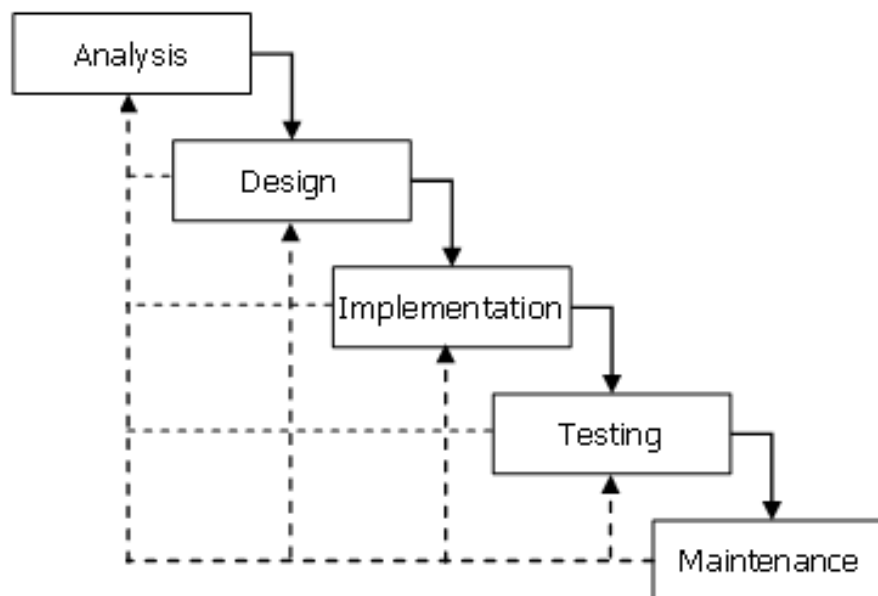 Analysis
Design
Implementation
Testing
Maintenance